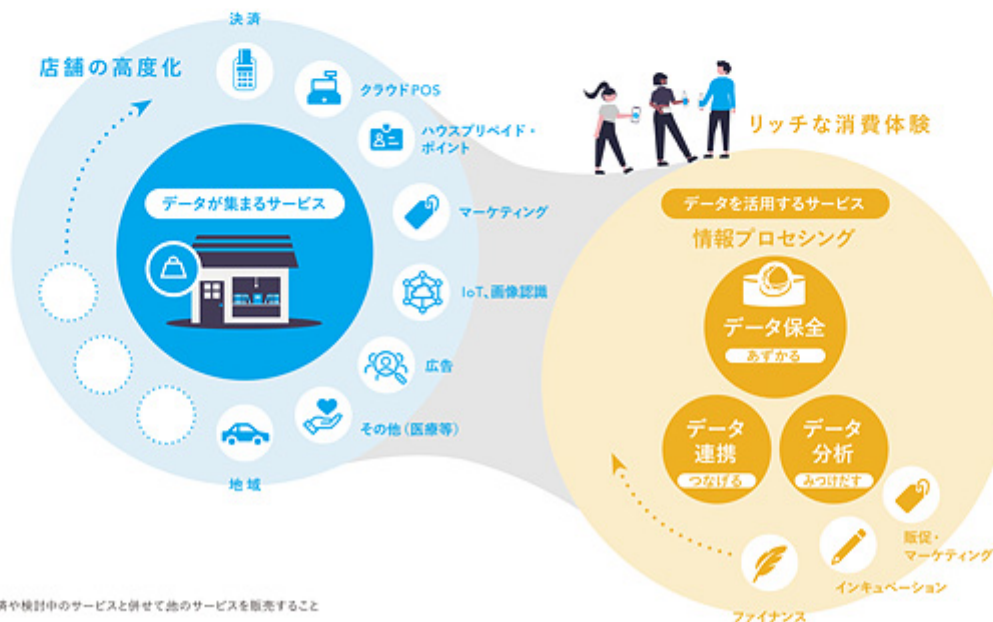 決済
店舗の高度化
クラウドPOS
ハウスプリペイド・
ポイント
データが集まるサービス
マーケティング
IoT、画像認識
広告
その他（医療等）
地域
リッチな消費体験
データを活用するサービス
情報プロセシング
データ保全
あずかる
データ
連携
つなげる
データ
分析
みつけだす
販促・
マーケティング
インキュベーション
ファイナンス
済や検討中のサービスと併せて他のサービスを販売すること